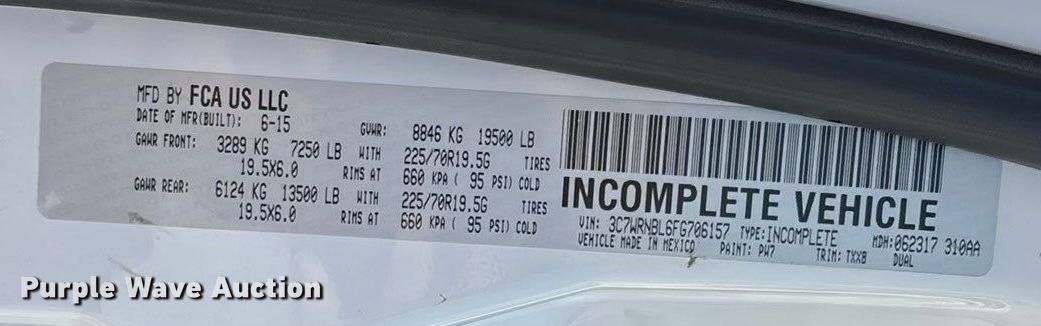 MFD BY FCA US LLC
DATE OF MFR(BUILT): 6-15 GVWR: 8846 KG 19500 LB
GAWR FRONT: 3289 KG 7250 LB WITH 225/70R19.5G TIRES
19.5X6.0 RIMS AT 660 KPA ( 95 PSI) COLD
GAWR REAR: 6124 KG 13500 LB WITH 225/70R19.5G TIRES
19.5X6.0 RIMS AT 660 KPA ( 95 PSI) COLD
INCOMPLETE VEHICLE
VIN: 3C7WRNBL6FG706157 TYPE: INCOMPLETE MDH: 062317 310AA
VEHICLE MADE IN MEXICO PAINT: PW7 TRIM: TXX8 DUAL
Purple Wave Auction